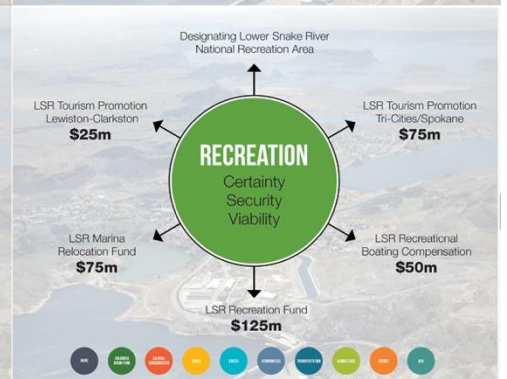 Designating Lower Snake River
National Recreation Area
LSR Tourism Promotion
Lewiston-Clarkston
$25m
LSR Tourism Promotion
Tri-Cities/Spokane
$75m
RECREATION
Certainty
Security
Viability
LSR Marina
Relocation Fund
$75m
LSR Recreational
Boating Compensation
$50m
LSR Recreation Fund
$125m